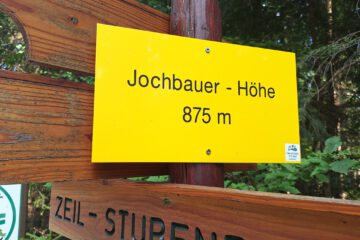 Jochbauer - Höhe
875 m
ZEIL-STUBEN